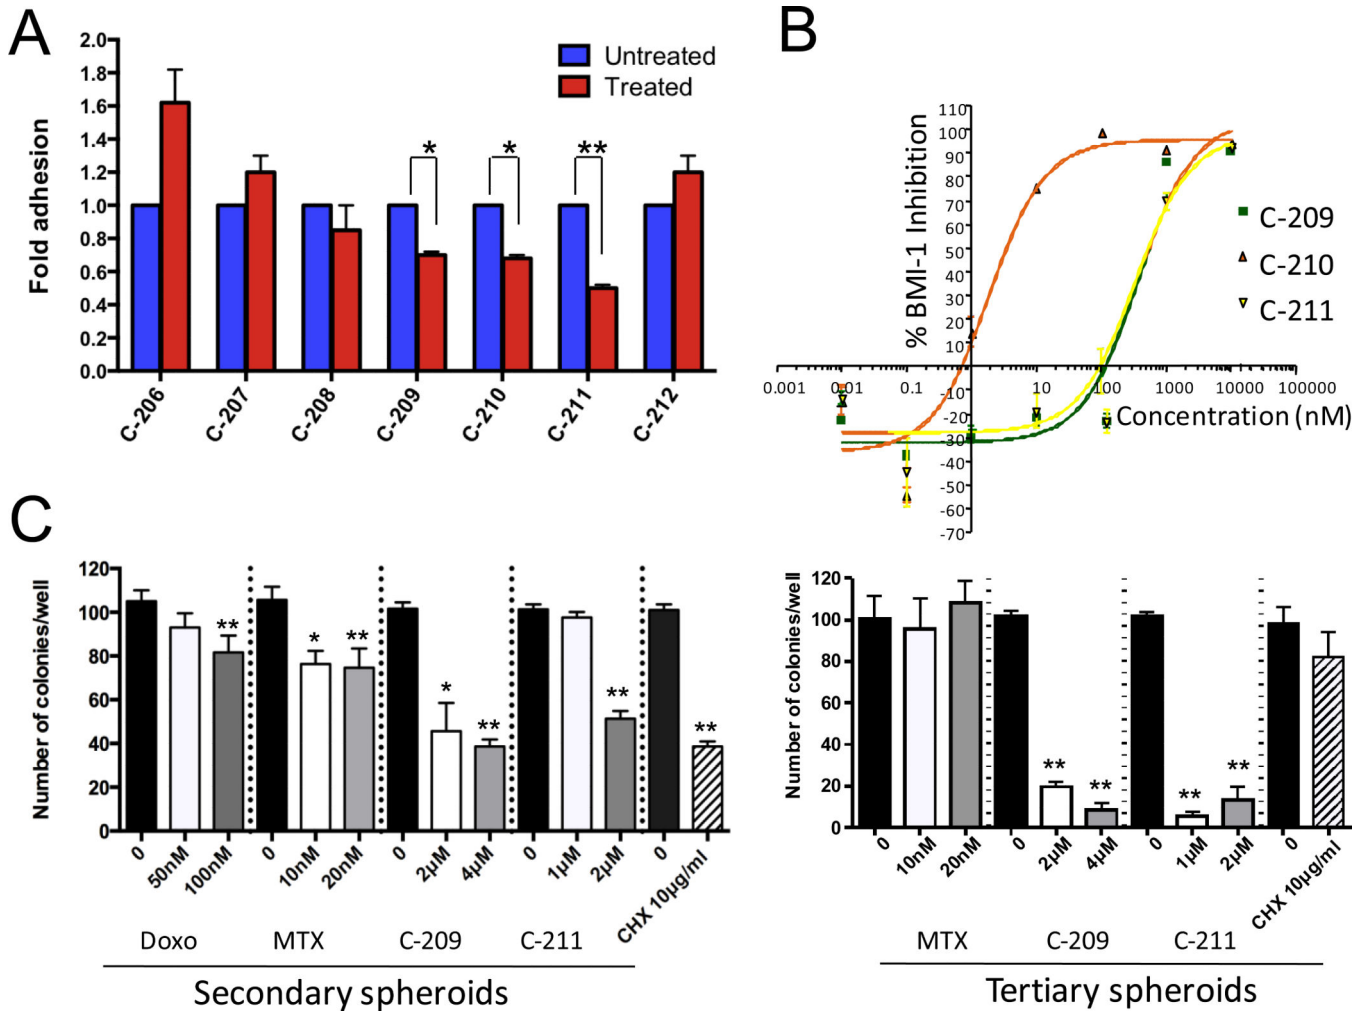 A
2.0
1.8
1.6
1.4
1.2
1.0
0.8
0.6
0.4
0.2
0.0
Fold adhesion
Untreated
Treated
* * **
C-206 C-207 C-208 C-209 C-210 C-211 C-212
B
110
100
90
80
70
60
50
40
30
20
10
-10
-20
-30
-40
-50
-60
-70
% BMI-1 Inhibition
0.001 0.01 0.1 1 10 100 1000 10000 100000
Concentration (nM)
C-209
C-210
C-211
C
120
100
80
60
40
20
0
Number of colonies/well
** * ** * ** ** **
0 50nM 100nM 0 10nM 20nM 0 2µM 4µM 0 1µM 2µM 0 CHX 10µg/ml
Doxo MTX C-209 C-211
Secondary spheroids
120
100
80
60
40
20
0
Number of colonies/well
** ** ** **
0 10nM 20nM 0 2µM 4µM 0 1µM 2µM 0 CHX 10µg/ml
MTX C-209 C-211
Tertiary spheroids